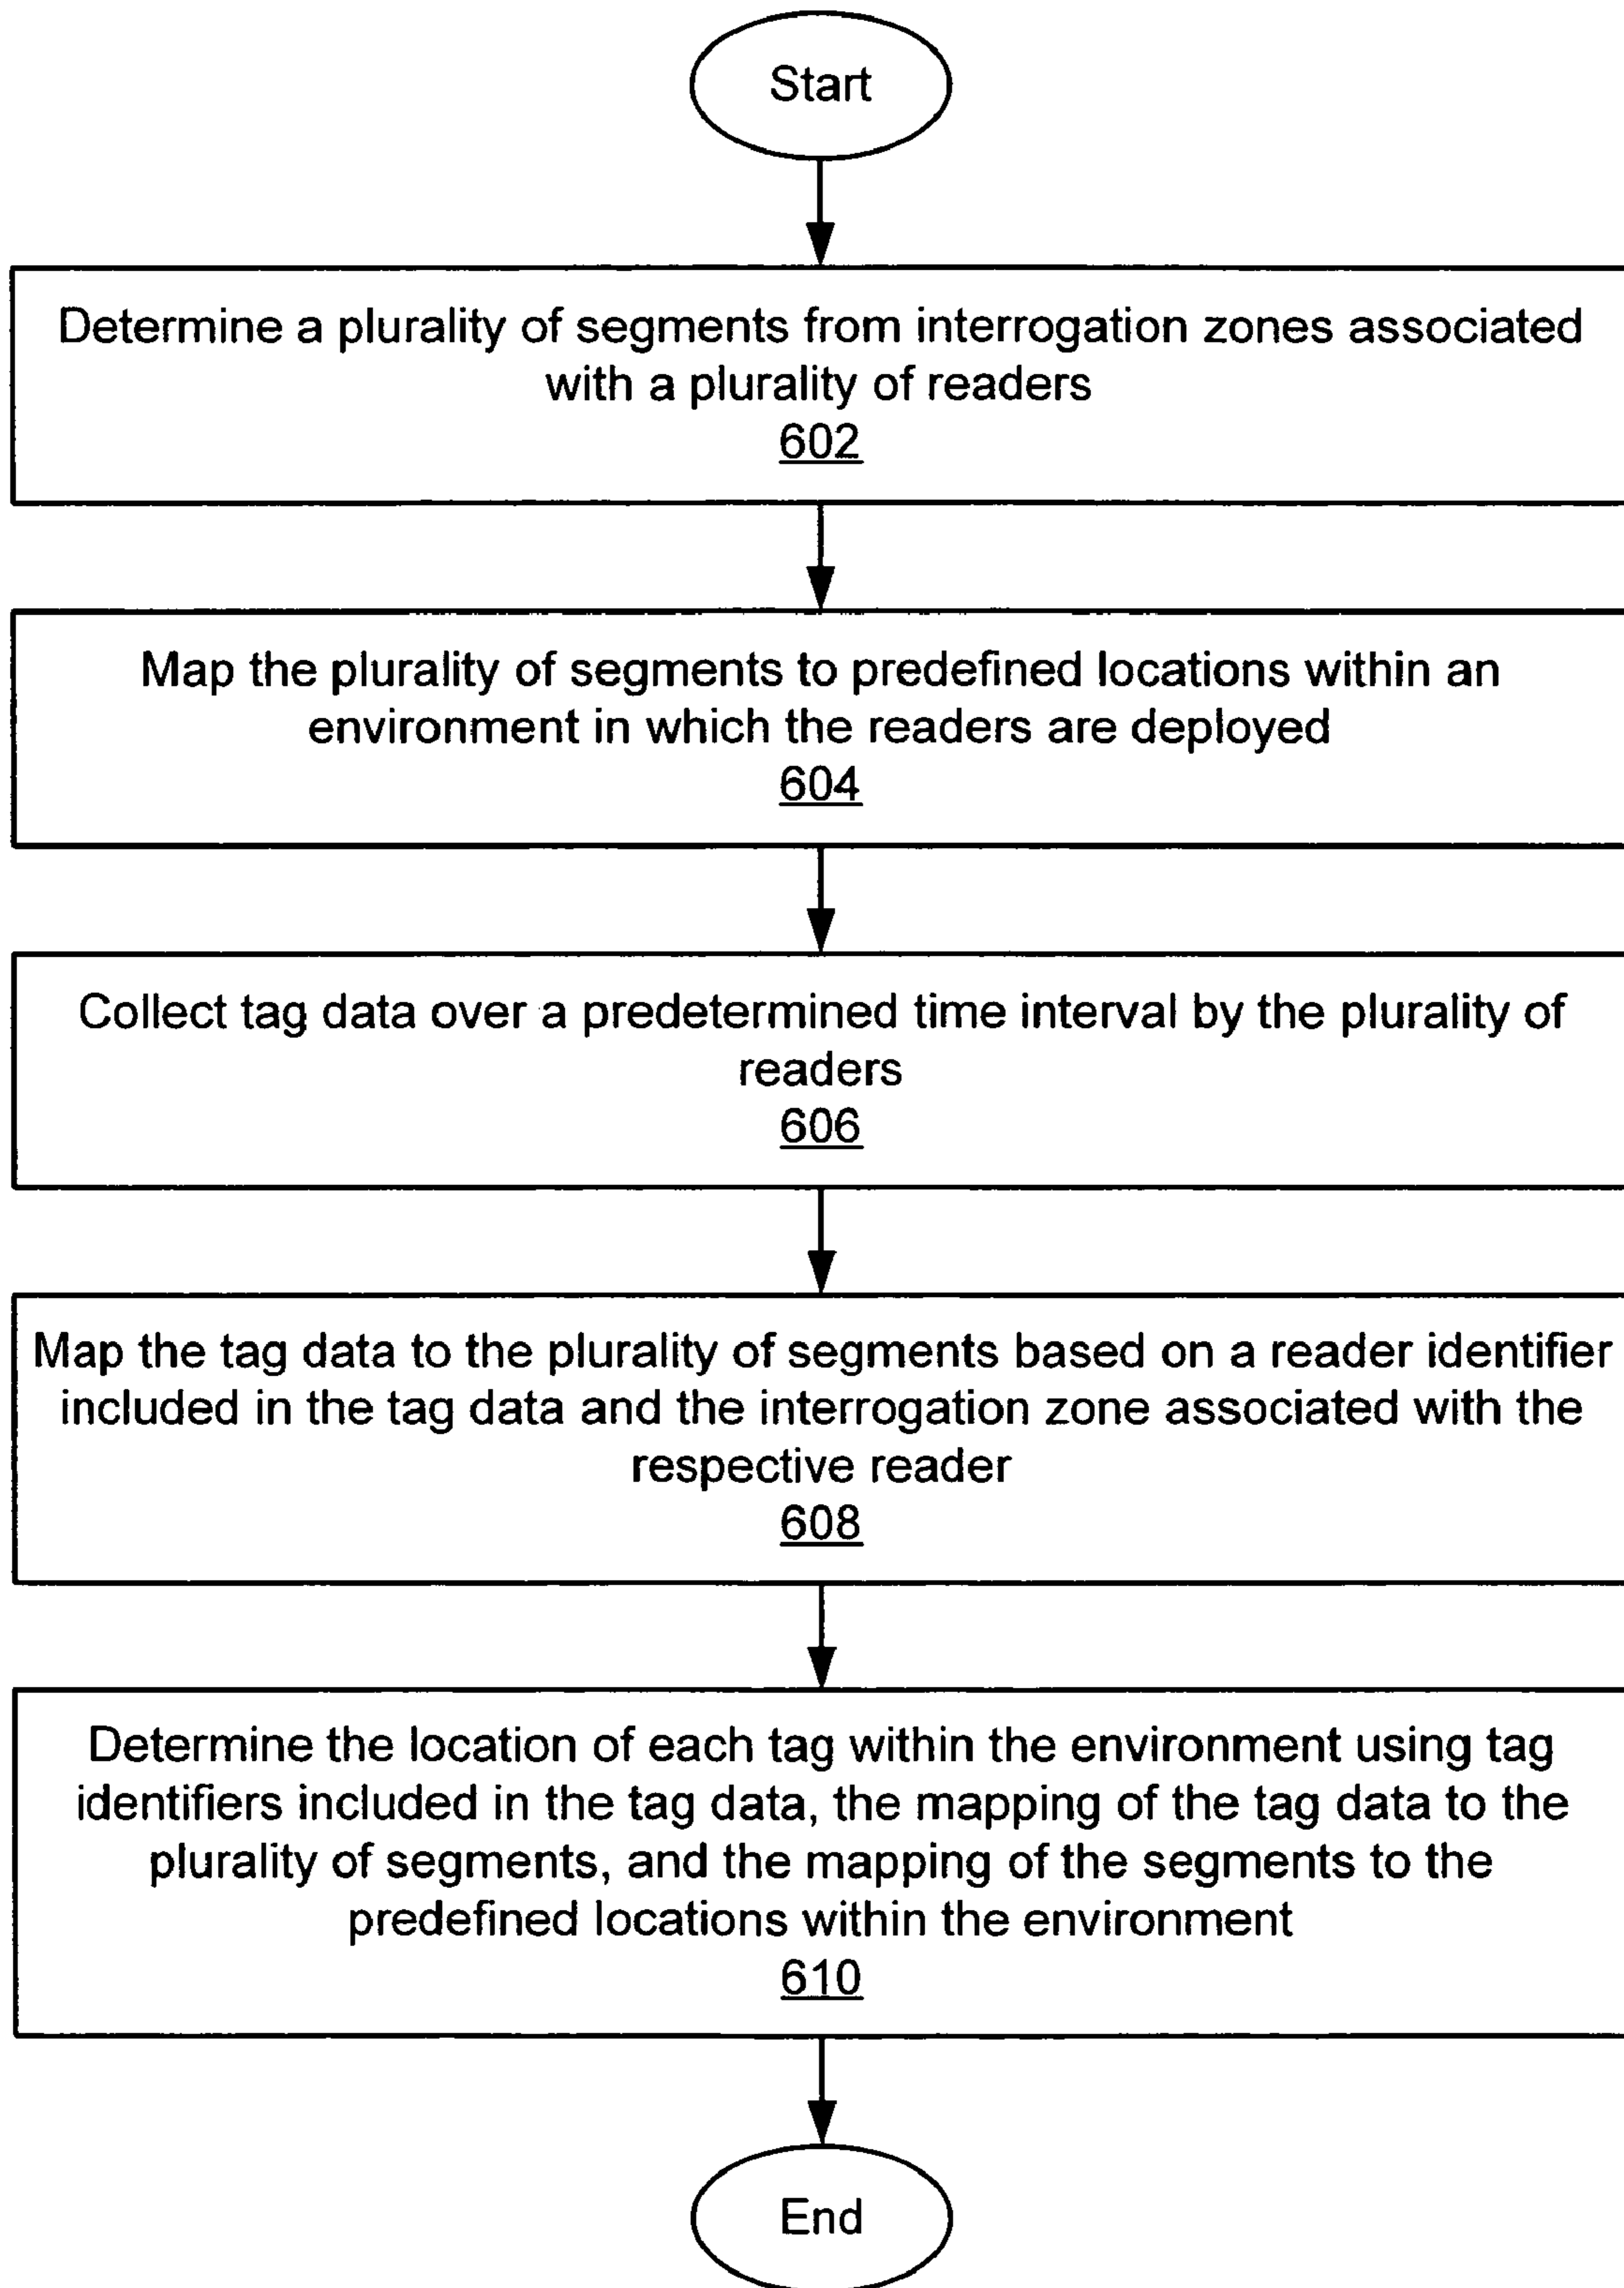 Start
Determine a plurality of segments from interrogation zones associated
with a plurality of readers
602
Map the plurality of segments to predefined locations within an
environment in which the readers are deployed
604
Collect tag data over a predetermined time interval by the plurality of
readers
606
Map the tag data to the plurality of segments based on a reader identifier
included in the tag data and the interrogation zone associated with the
respective reader
608
Determine the location of each tag within the environment using tag
identifiers included in the tag data, the mapping of the tag data to the
plurality of segments, and the mapping of the segments to the
predefined locations within the environment
610
End